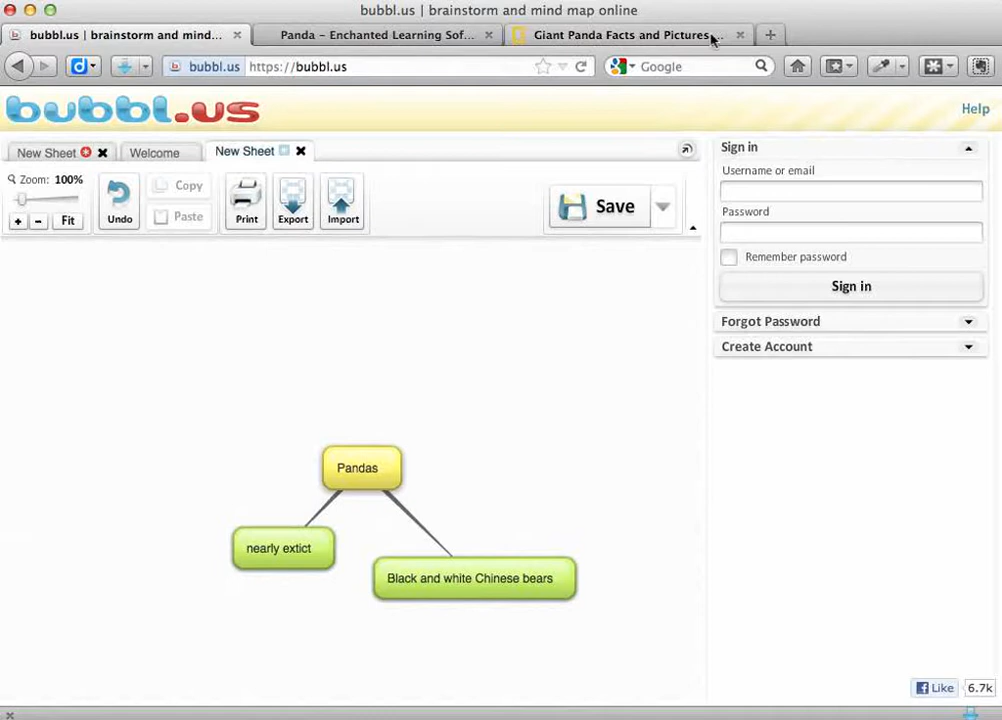 bubbl.us | brainstorm and mind map online
bubbl.us | brainstorm and mind map...
Panda – Enchanted Learning Sof...
Giant Panda Facts and Pictures...
bubbl.us
https://bubbl.us
Google
bubbl.us
Help
New Sheet
Welcome
New Sheet
Zoom: 100%
+ - Fit
Undo
Copy
Paste
Print
Export
Import
Save
Sign in
Username or email
Password
Remember password
Sign in
Forgot Password
Create Account
Pandas
nearly extict
Black and white Chinese bears
Like
6.7k